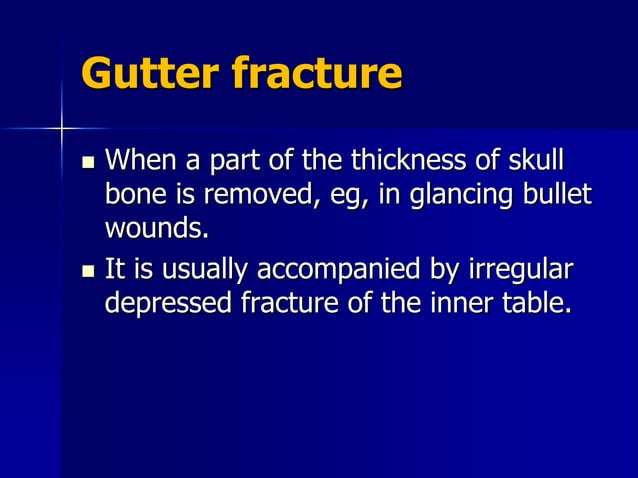 Gutter fracture
When a part of the thickness of skull
bone is removed, eg, in glancing bullet
wounds.
It is usually accompanied by irregular
depressed fracture of the inner table.